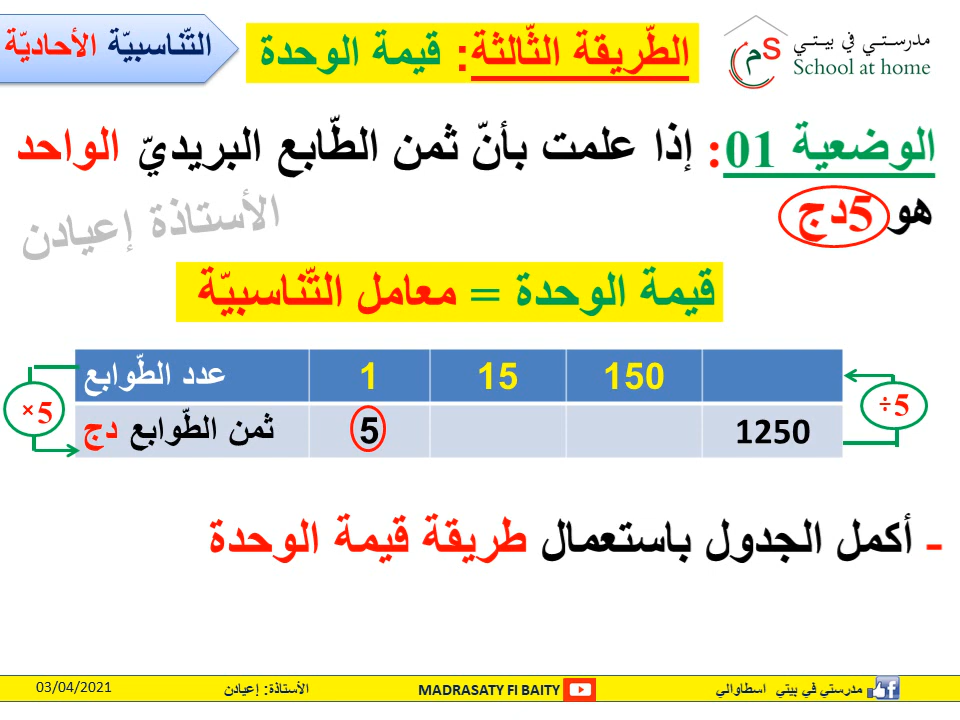 التّناسبيّة الأحاديّة
الطّريقة الثّالثة: قيمة الوحدة
مدرستي في بيتي
School at home
S م
الوضعية 01: إذا علمت بأنّ ثمن الطّابع البريديّ الواحد
هو 5دج
الأستاذة إعيادن
قيمة الوحدة = معامل التّناسبيّة
عدد الطّوابع 1 15 150
ثمن الطّوابع دج 5 1250
×5
÷5
- أكمل الجدول باستعمال طريقة قيمة الوحدة
03/04/2021 الأستاذة: إعيادن MADRASATY FI BAITY مدرستي في بيتي اسطاوالي